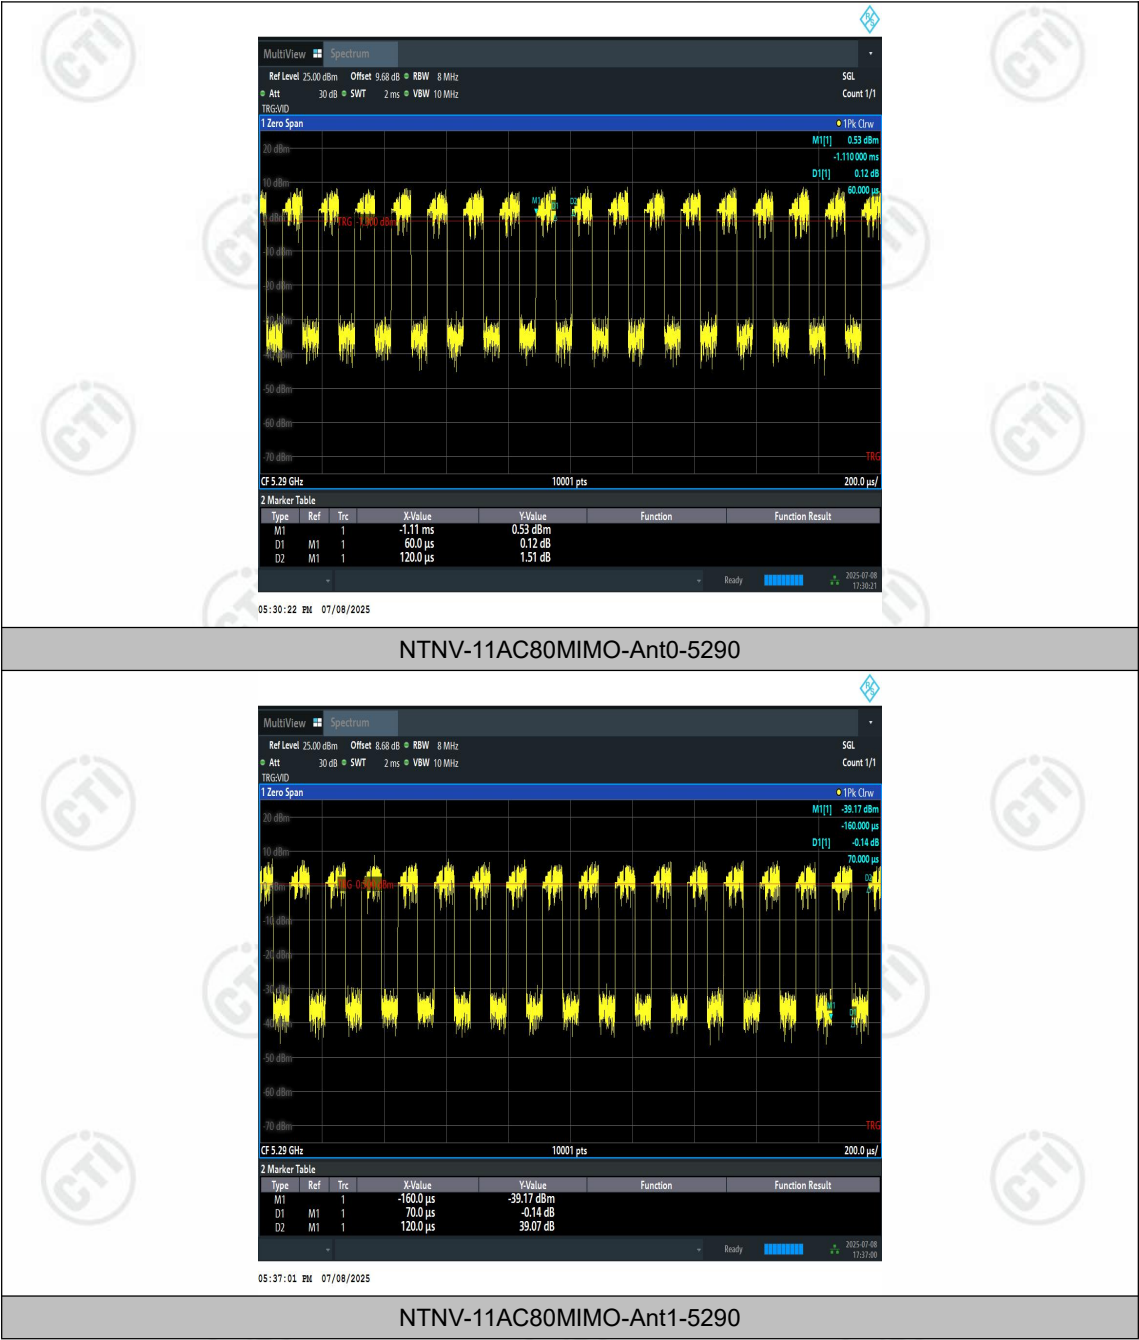 MultiView Spectrum
Ref Level 25.00 dBm Offset 9.68 dB RBW 8 MHz SGL
Att 30 dB SWT 2 ms VBW 10 MHz Count 1/1
TRG:VID
1 Zero Span 1Pk Clrw
M1[1] 0.53 dBm
-1.110 000 ms
D1[1] 0.12 dB
60.000 µs
20 dBm
10 dBm
TRG
-10 dBm
-20 dBm
-50 dBm
-60 dBm
-70 dBm
TRG
CF 5.29 GHz 10001 pts 200.0 µs/
2 Marker Table
Type Ref Trc X-Value Y-Value Function Function Result
M1 1 -1.11 ms 0.53 dBm
D1 M1 1 60.0 µs 0.12 dB
D2 M1 1 120.0 µs 1.51 dB
Ready 2025-07-08
17:30:21
05:30:22 PM 07/08/2025
NTNV-11AC80MIMO-Ant0-5290
MultiView Spectrum
Ref Level 25.00 dBm Offset 8.68 dB RBW 8 MHz SGL
Att 30 dB SWT 2 ms VBW 10 MHz Count 1/1
TRG:VID
1 Zero Span 1Pk Clrw
M1[1] -39.17 dBm
-160.000 µs
D1[1] -0.14 dB
70.000 µs
20 dBm
10 dBm
-10 dBm
-20 dBm
-50 dBm
-60 dBm
-70 dBm
TRG
CF 5.29 GHz 10001 pts 200.0 µs/
2 Marker Table
Type Ref Trc X-Value Y-Value Function Function Result
M1 1 -160.0 µs -39.17 dBm
D1 M1 1 70.0 µs -0.14 dB
D2 M1 1 120.0 µs 39.07 dB
Ready 2025-07-08
17:37:00
05:37:01 PM 07/08/2025
NTNV-11AC80MIMO-Ant1-5290